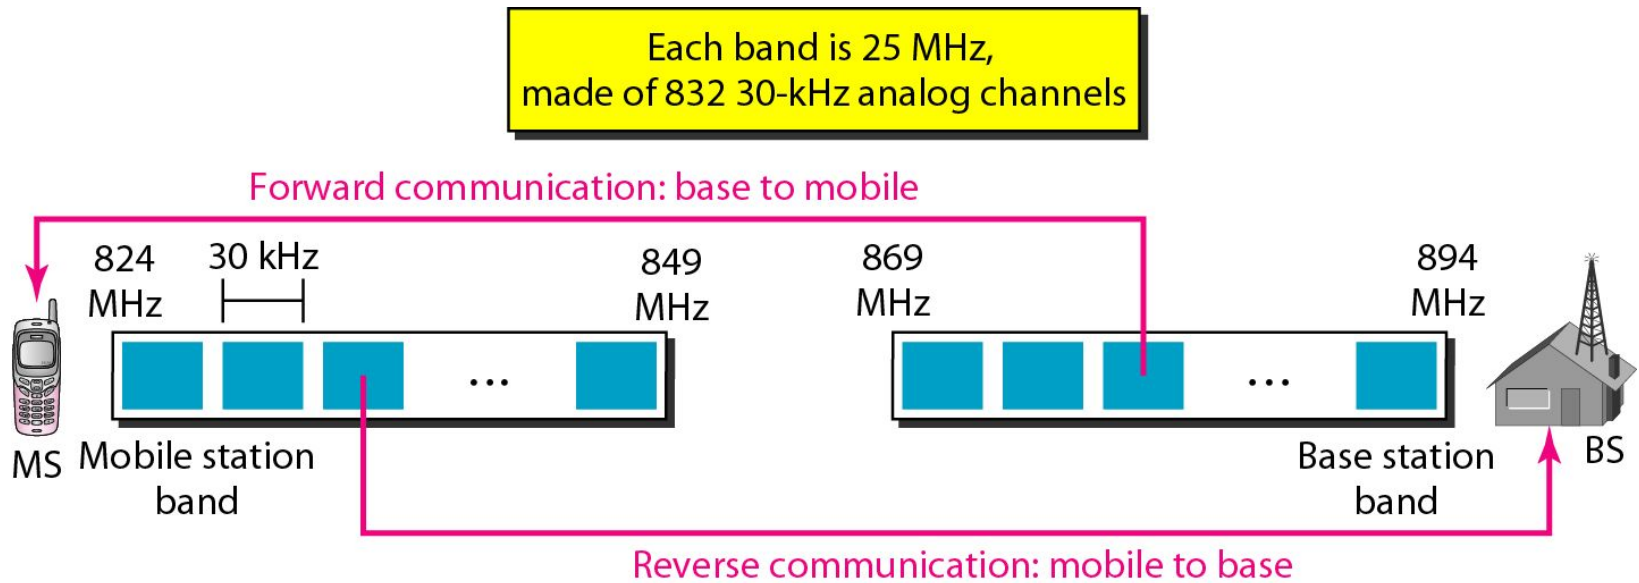 Each band is 25 MHz,
made of 832 30-kHz analog channels
Forward communication: base to mobile
824
MHz
30 kHz
849
MHz
869
MHz
894
MHz
...
...
MS
Mobile station
band
Base station
band
BS
Reverse communication: mobile to base